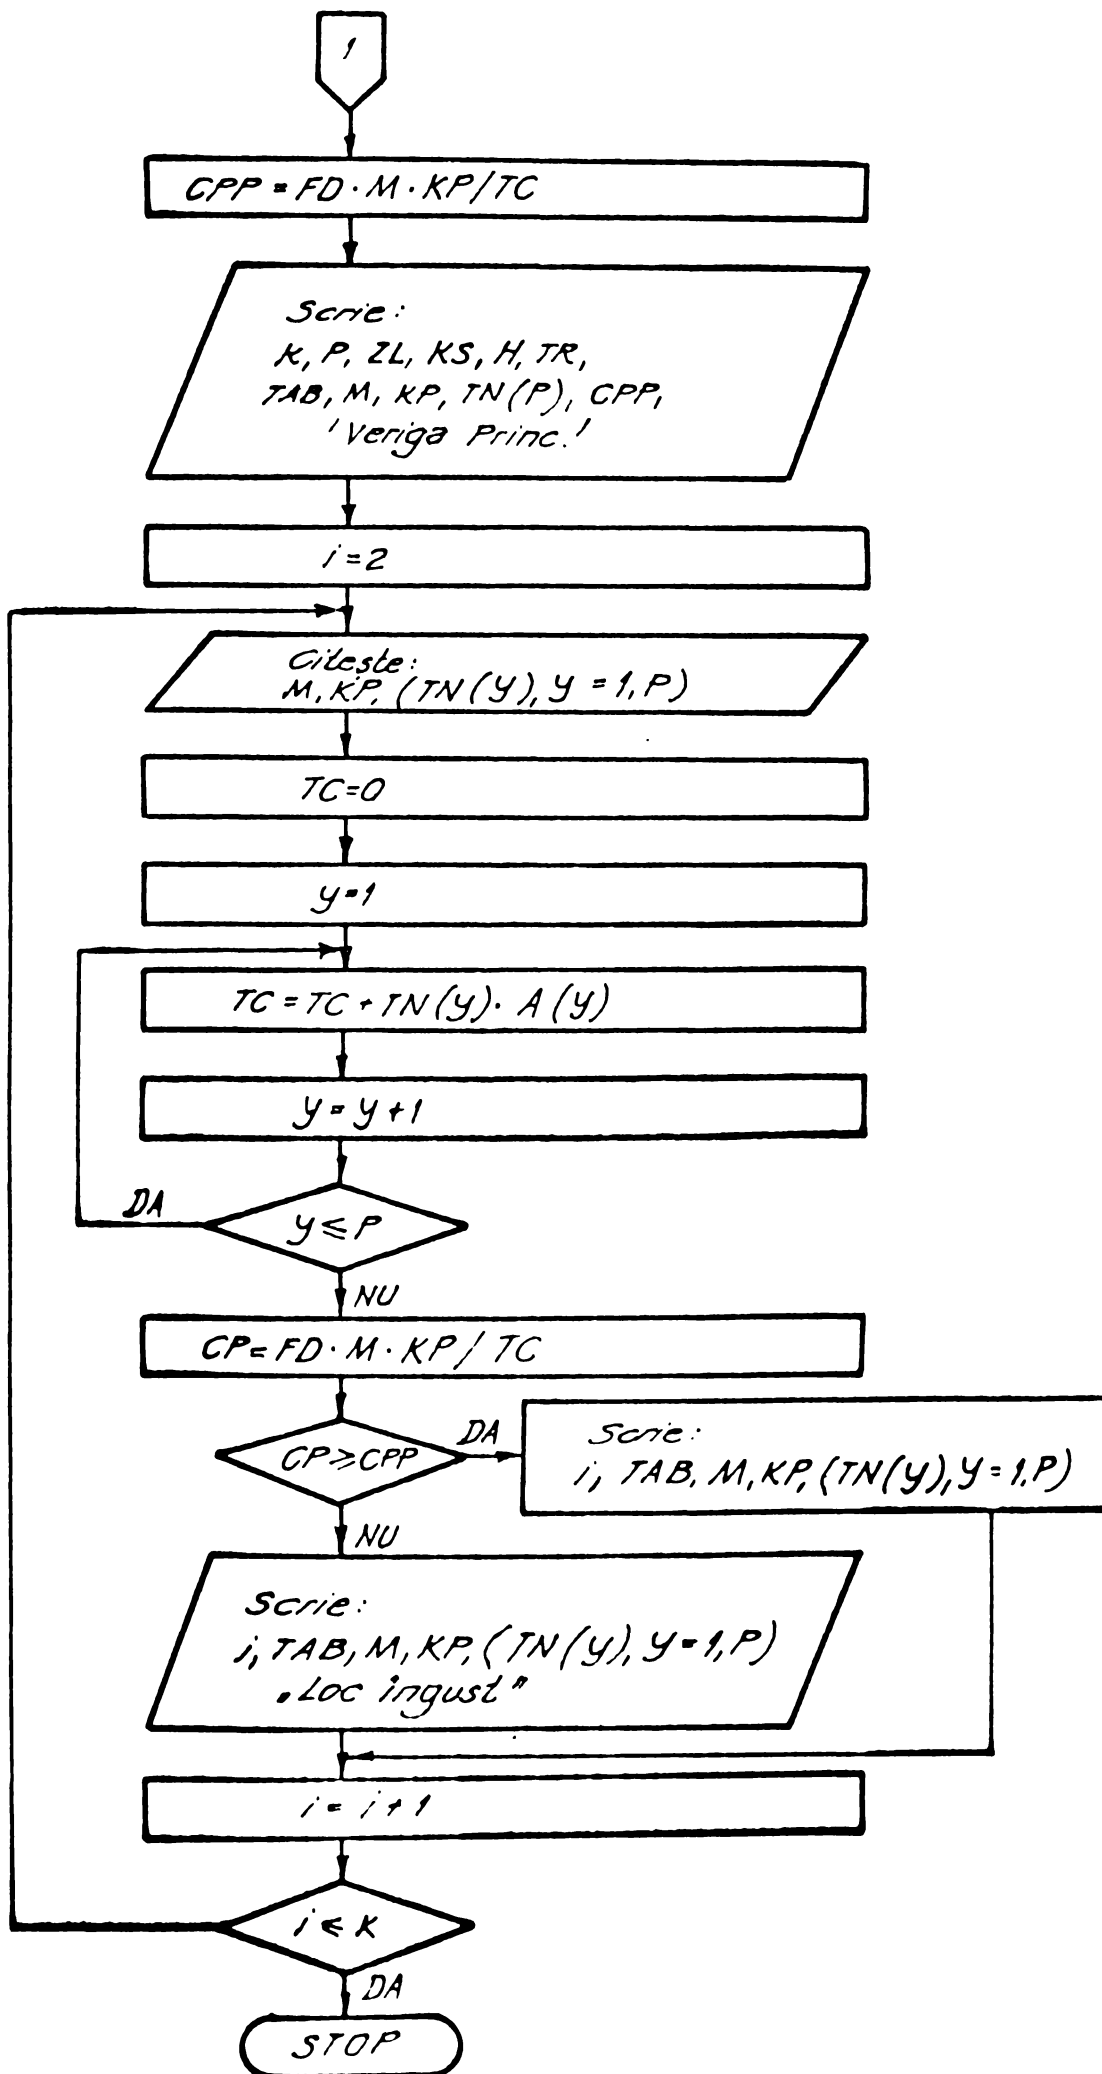 1
CPP = FD · M · KP / TC
Scrie:
K, P, ZL, KS, H, TR,
TAB, M, KP, TN(P), CPP,
'Veriga Princ.'
i = 2
Citește:
M, KP, (TN(y), y = 1, P)
TC = 0
y = 1
TC = TC + TN(y) · A(y)
y = y + 1
DA
y ≤ P
NU
CP = FD · M · KP / TC
CP ≥ CPP
DA
Scrie:
i, TAB, M, KP, (TN(y), y = 1, P)
NU
Scrie:
i, TAB, M, KP, (TN(y), y = 1, P)
„Loc ingust”
i = i + 1
i ≤ K
DA
STOP